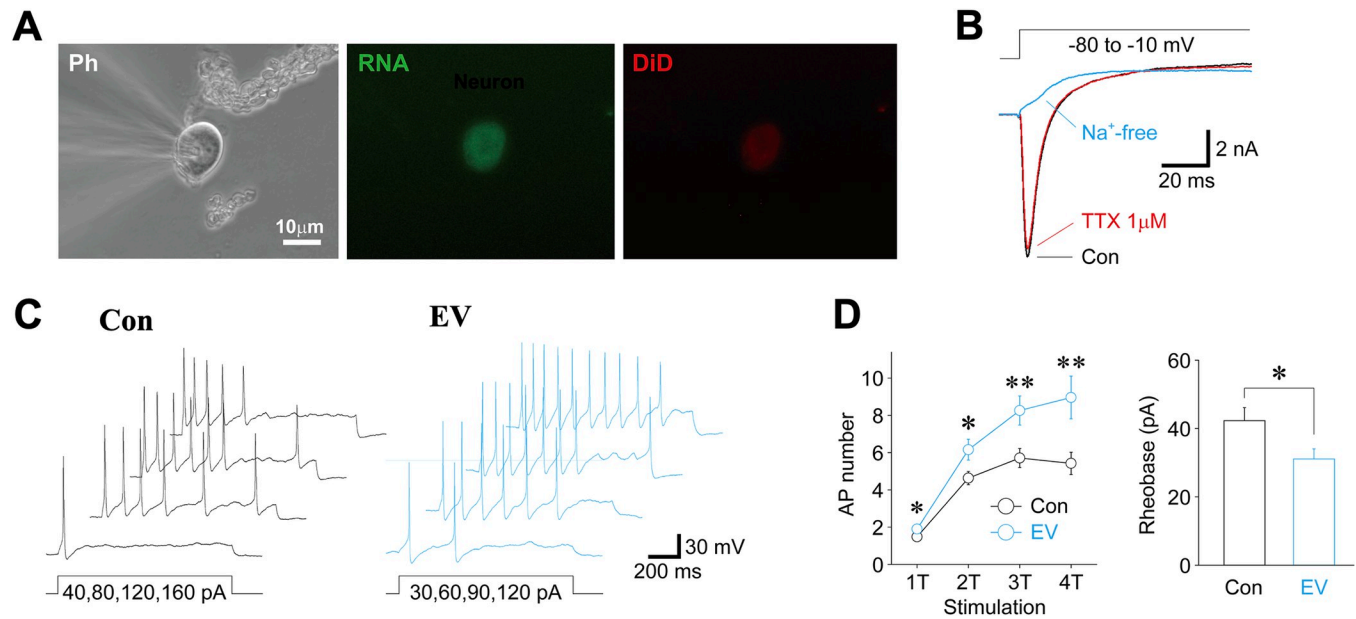 A
Ph
10μm
RNA
Neuron
DiD
B
-80 to -10 mV
Na⁺-free
2 nA
20 ms
TTX 1μM
Con
C
Con
EV
30 mV
200 ms
40,80,120,160 pA
30,60,90,120 pA
D
AP number
10
8
6
4
2
0
*
*
**
**
Con
EV
1T 2T 3T 4T
Stimulation
Rheobase (pA)
60
40
20
0
*
Con EV